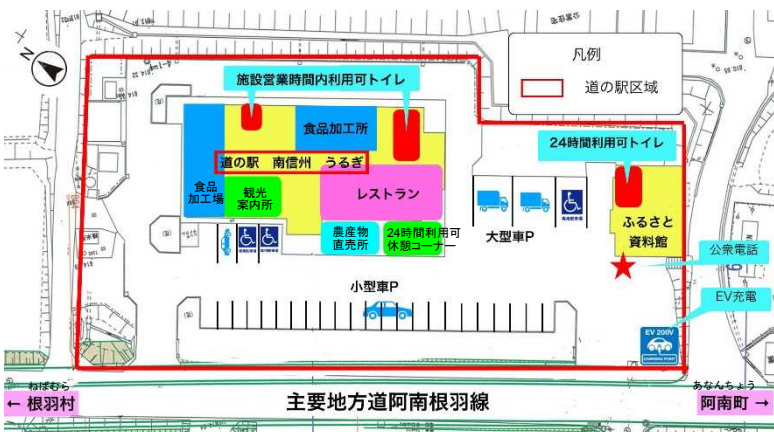 N
凡例
道の駅区域
施設営業時間内利用可トイレ
食品加工所
24時間利用可トイレ
道の駅 南信州 うるぎ
食品
加工場
観光
案内所
レストラン
ふるさと
資料館
農産物
直売所
24時間利用可
休憩コーナー
大型車P
公衆電話
小型車P
EV充電
EV 200V
CHARGING POINT
ねばむら
← 根羽村
主要地方道阿南根羽線
あなんちょう
阿南町 →